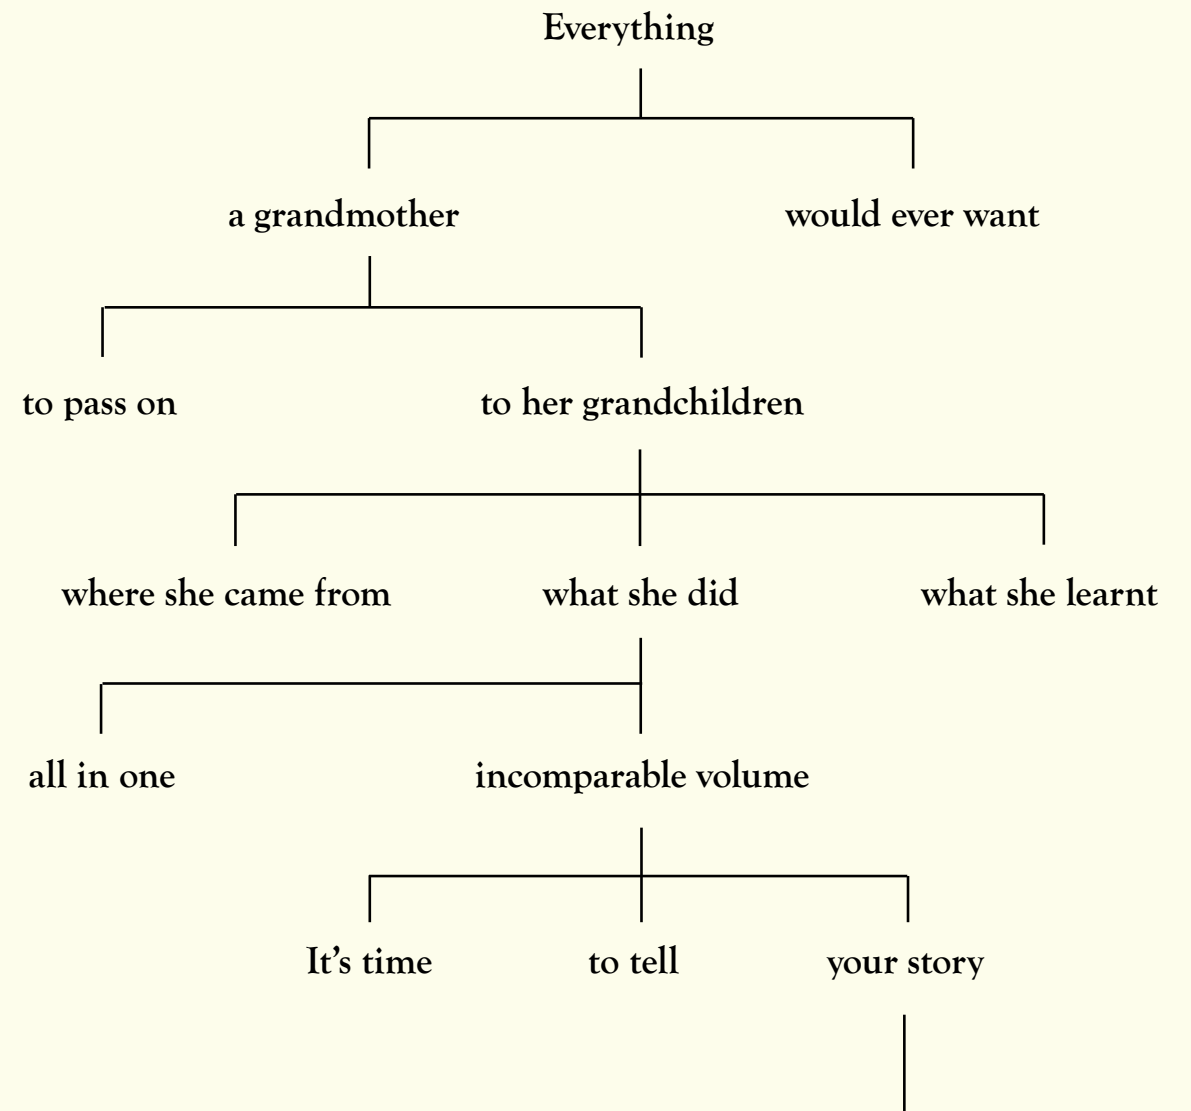 Everything
a grandmother would ever want
to pass on to her grandchildren
where she came from what she did what she learnt
all in one incomparable volume
It’s time to tell your story